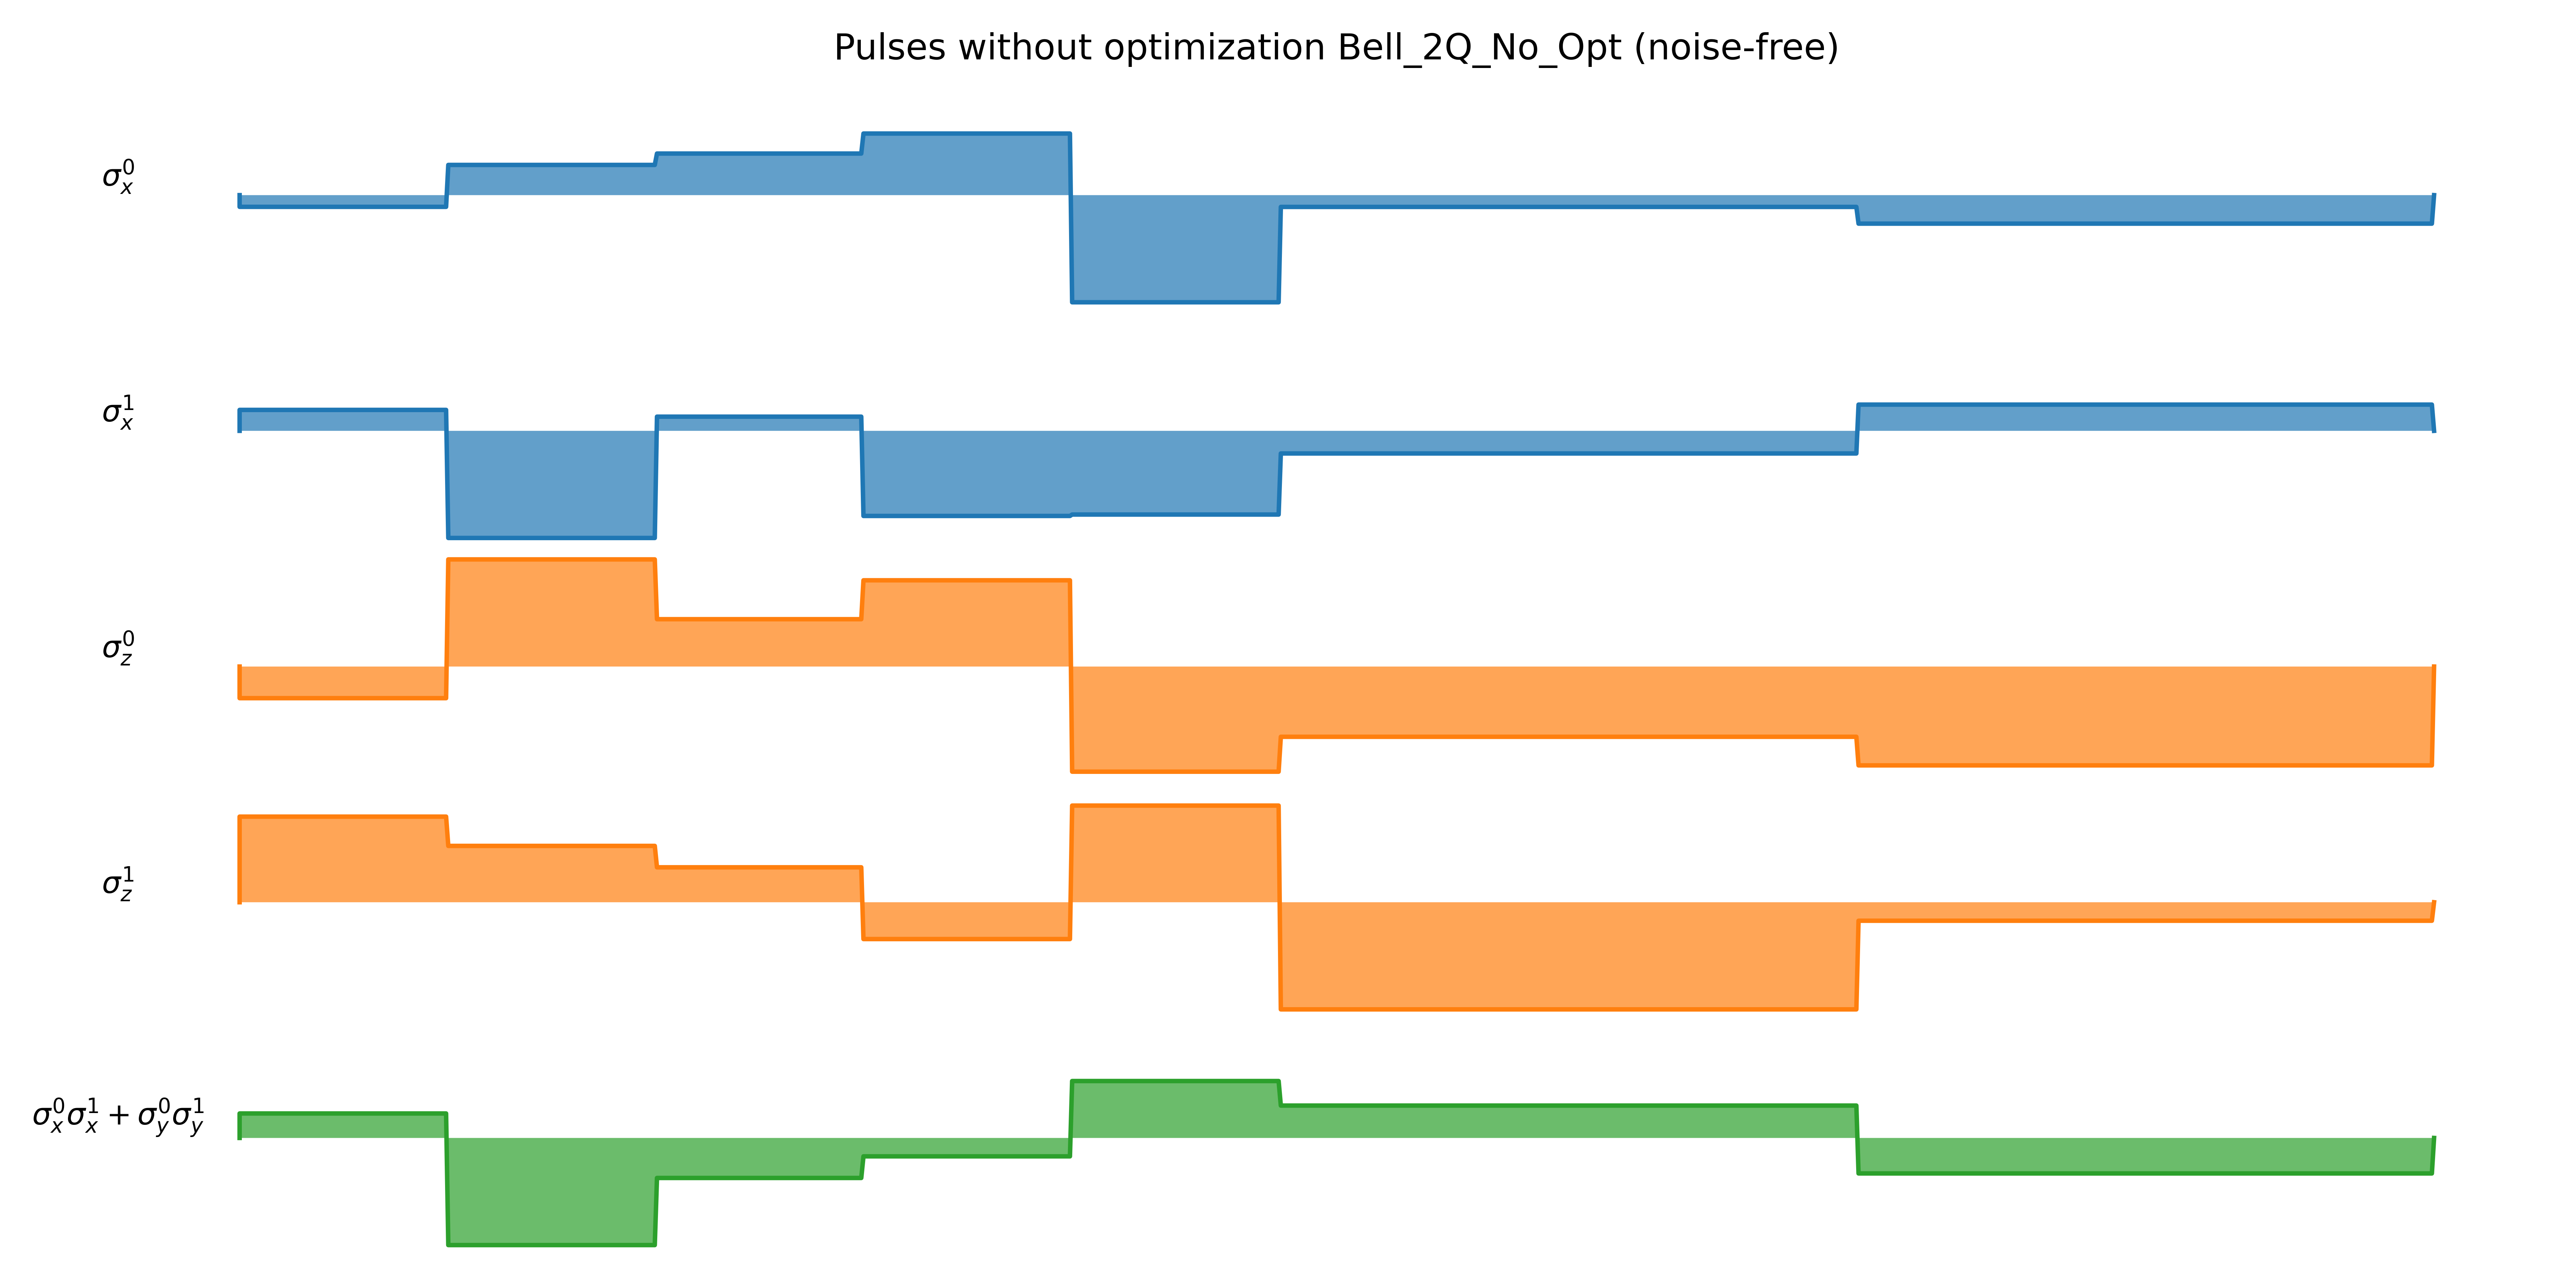 Pulses without optimization Bell_2Q_No_Opt (noise-free)
σ_x^0
σ_x^1
σ_z^0
σ_z^1
σ_x^0σ_x^1 + σ_y^0σ_y^1